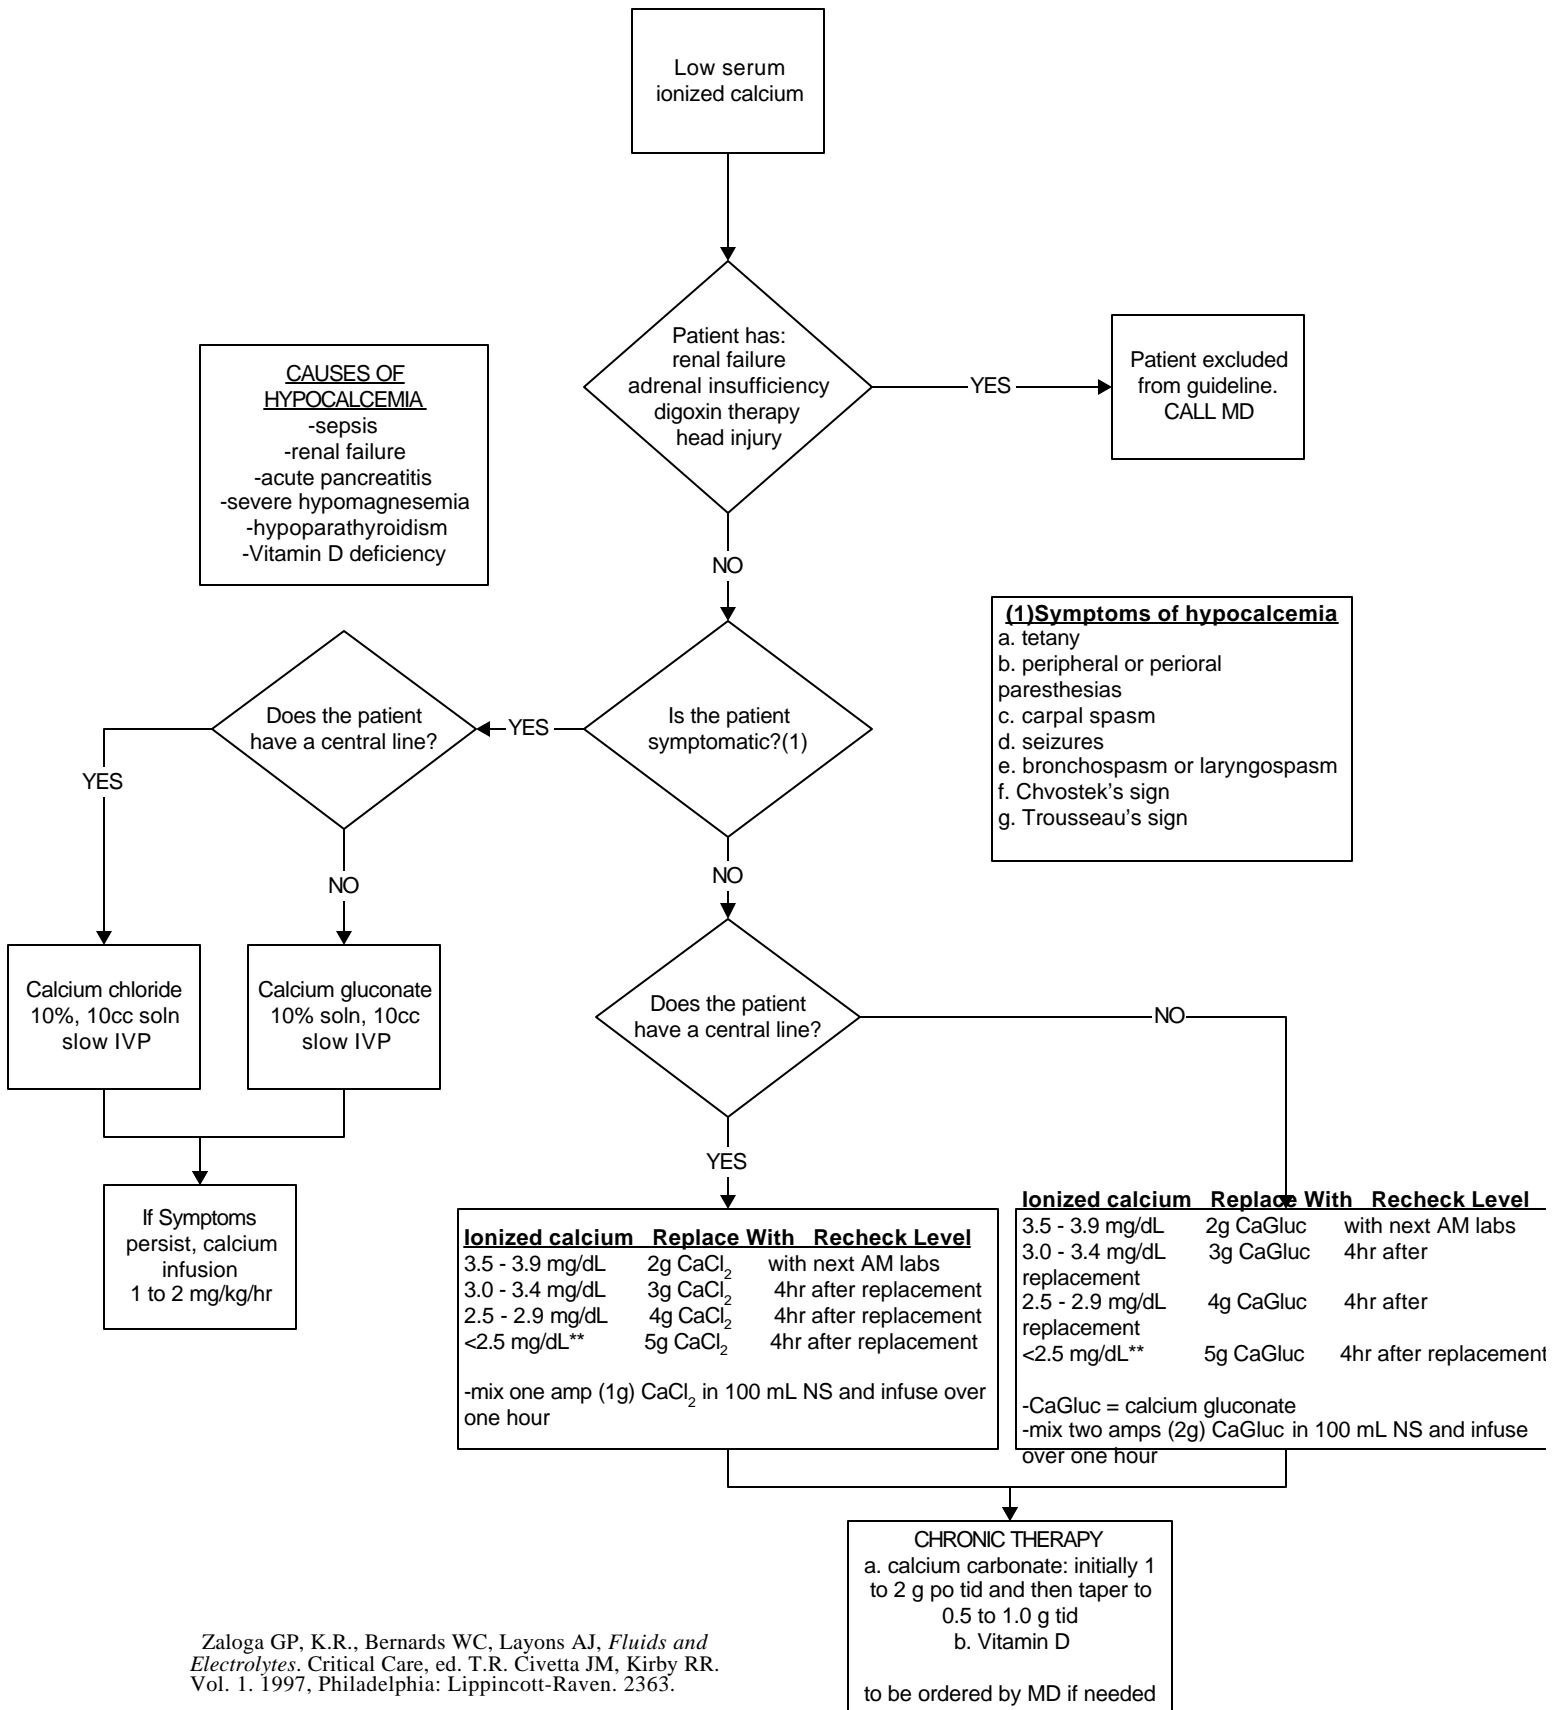 Low serum
ionized calcium
Patient has:
renal failure
adrenal insufficiency
digoxin therapy
head injury
YES
Patient excluded
from guideline.
CALL MD
CAUSES OF
HYPOCALCEMIA
-sepsis
-renal failure
-acute pancreatitis
-severe hypomagnesemia
-hypoparathyroidism
-Vitamin D deficiency
NO
(1)Symptoms of hypocalcemia
a. tetany
b. peripheral or perioral
paresthesias
c. carpal spasm
d. seizures
e. bronchospasm or laryngospasm
f. Chvostek's sign
g. Trousseau's sign
Is the patient
symptomatic?(1)
YES
Does the patient
have a central line?
YES
NO
Calcium chloride
10%, 10cc soln
slow IVP
Calcium gluconate
10% soln, 10cc
slow IVP
If Symptoms
persist, calcium
infusion
1 to 2 mg/kg/hr
NO
Does the patient
have a central line?
NO
YES
Ionized calcium Replace With Recheck Level
3.5 - 3.9 mg/dL 2g CaCl2 with next AM labs
3.0 - 3.4 mg/dL 3g CaCl2 4hr after replacement
2.5 - 2.9 mg/dL 4g CaCl2 4hr after replacement
<2.5 mg/dL** 5g CaCl2 4hr after replacement
-mix one amp (1g) CaCl2 in 100 mL NS and infuse over
one hour
Ionized calcium Replace With Recheck Level
3.5 - 3.9 mg/dL 2g CaGluc with next AM labs
3.0 - 3.4 mg/dL 3g CaGluc 4hr after
replacement
2.5 - 2.9 mg/dL 4g CaGluc 4hr after
replacement
<2.5 mg/dL** 5g CaGluc 4hr after replacement
-CaGluc = calcium gluconate
-mix two amps (2g) CaGluc in 100 mL NS and infuse
over one hour
CHRONIC THERAPY
a. calcium carbonate: initially 1
to 2 g po tid and then taper to
0.5 to 1.0 g tid
b. Vitamin D
to be ordered by MD if needed
Zaloga GP, K.R., Bernards WC, Layons AJ, Fluids and
Electrolytes. Critical Care, ed. T.R. Civetta JM, Kirby RR.
Vol. 1. 1997, Philadelphia: Lippincott-Raven. 2363.